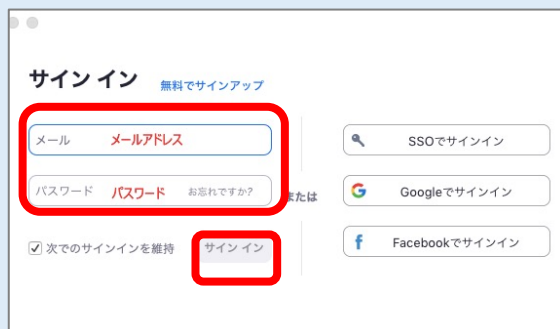 サイン イン 無料でサインアップ
メール メールアドレス
パスワード パスワード お忘れですか?
または
次でのサインインを維持 サイン イン
SSOでサインイン
Googleでサインイン
Facebookでサインイン